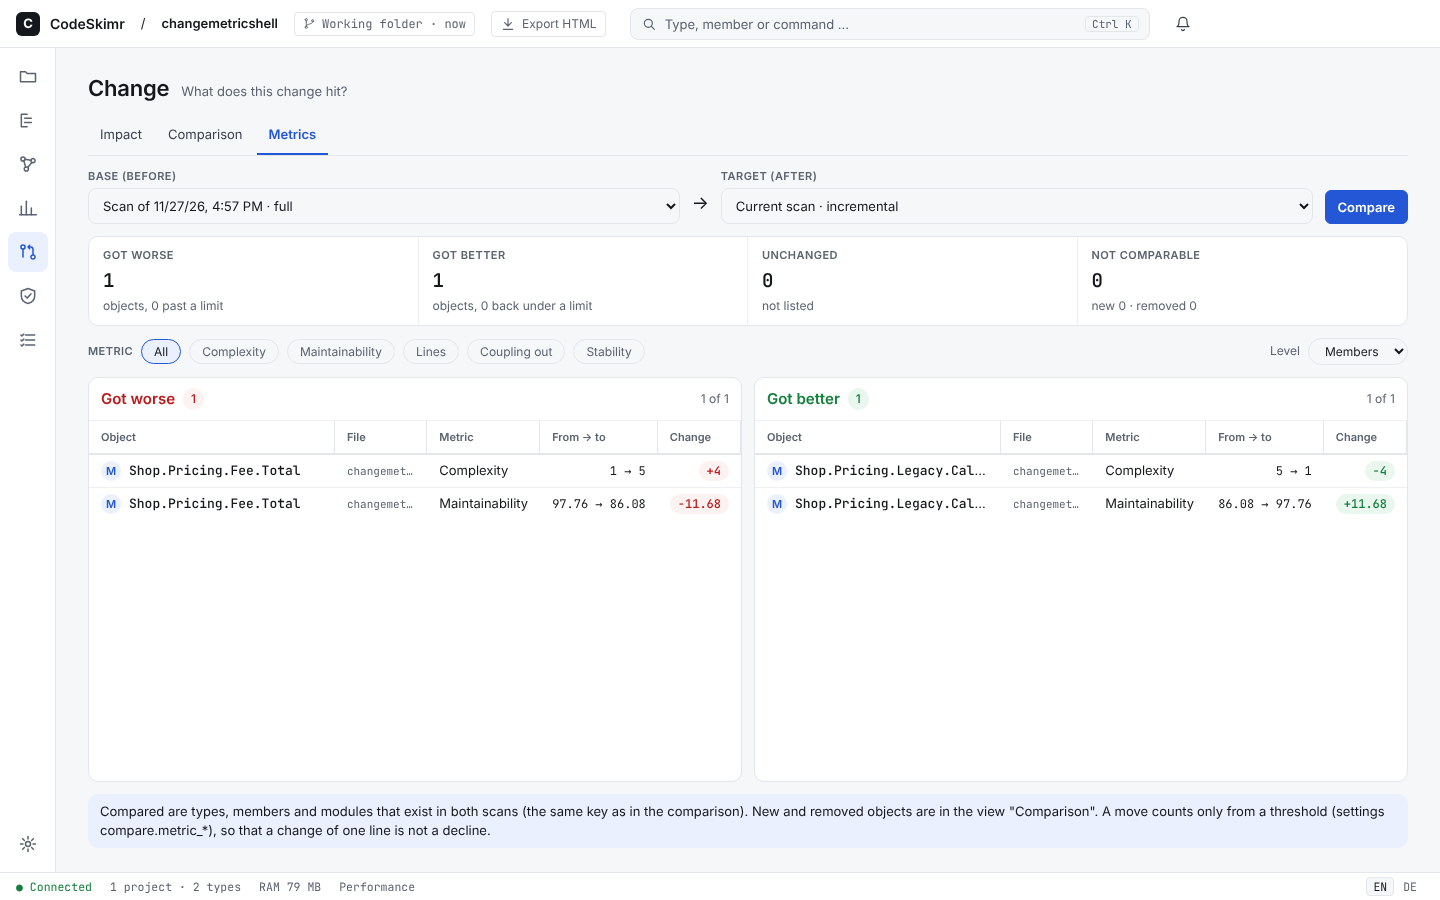 C CodeSkimr / changemetricshell Working folder · now Export HTML Type, member or command ... Ctrl K
Change What does this change hit?
Impact Comparison Metrics
BASE (BEFORE) TARGET (AFTER)
Scan of 11/27/26, 4:57 PM · full → Current scan · incremental Compare
GOT WORSE GOT BETTER UNCHANGED NOT COMPARABLE
1 1 0 0
objects, 0 past a limit objects, 0 back under a limit not listed new 0 · removed 0
METRIC All Complexity Maintainability Lines Coupling out Stability Level Members
Got worse 1 1 of 1 Got better 1 1 of 1
Object File Metric From → to Change Object File Metric From → to Change
M Shop.Pricing.Fee.Total changemet… Complexity 1 → 5 +4 M Shop.Pricing.Legacy.Cal… changemet… Complexity 5 → 1 -4
M Shop.Pricing.Fee.Total changemet… Maintainability 97.76 → 86.08 -11.68 M Shop.Pricing.Legacy.Cal… changemet… Maintainability 86.08 → 97.76 +11.68
Compared are types, members and modules that exist in both scans (the same key as in the comparison). New and removed objects are in the view "Comparison". A move counts only from a threshold (settings
compare.metric_*), so that a change of one line is not a decline.
Connected 1 project · 2 types RAM 79 MB Performance EN DE